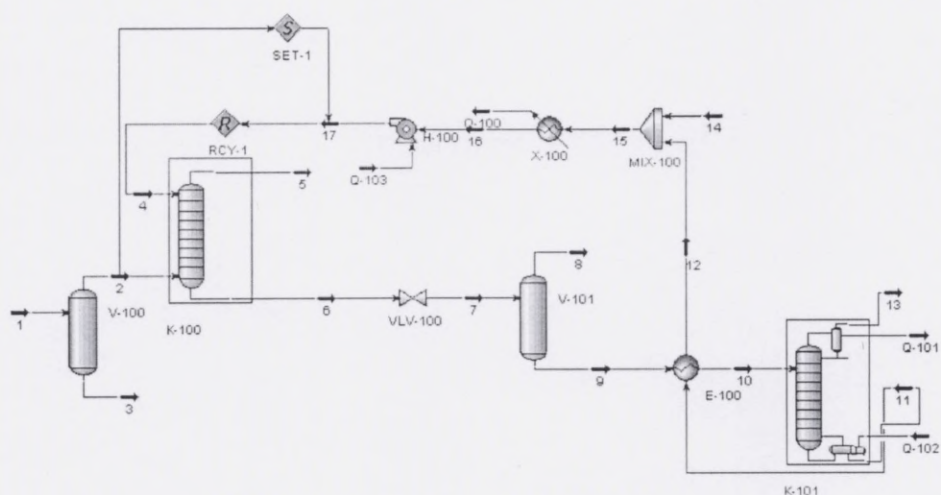 S
SET-1
R
RCY-1
17
H-100
Q-103
Q-100
16
X-100
15
MIX-100
14
4
5
2
1
V-100
K-100
3
6
VLV-100
7
8
V-101
9
12
E-100
10
13
Q-101
11
Q-102
K-101